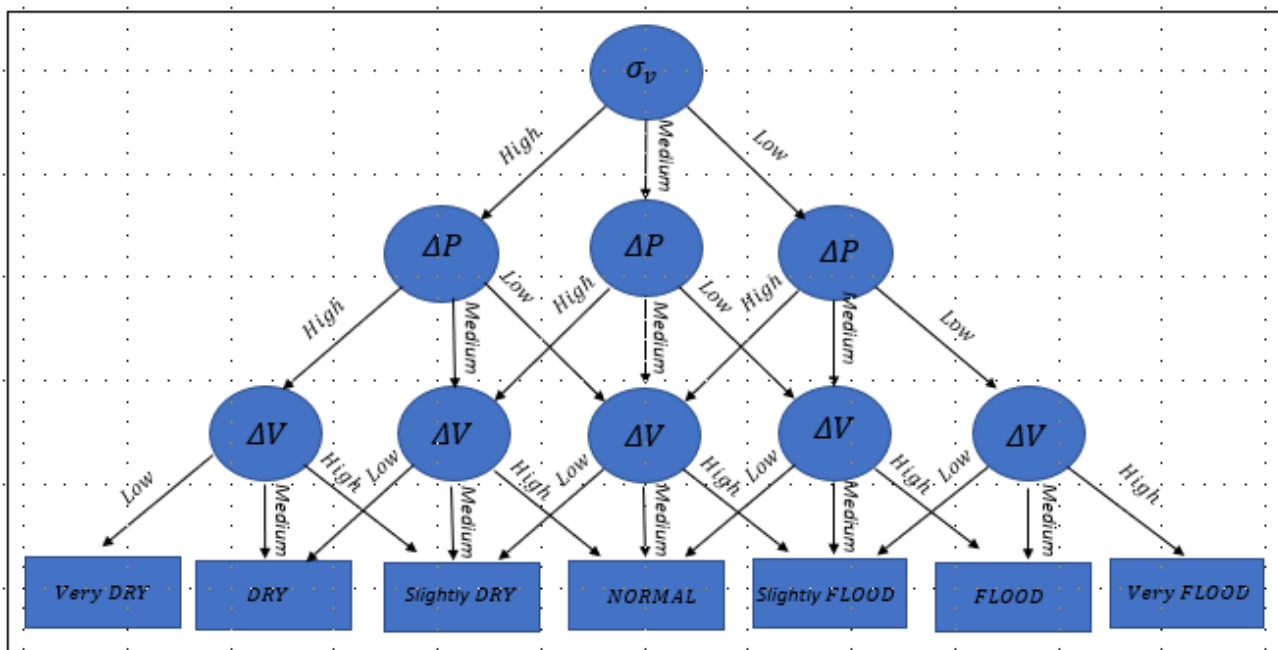 σᵥ
High
Medium
Low
ΔP
ΔP
ΔP
High
Medium
Low
High
Medium
Low
High
Medium
Low
ΔV
ΔV
ΔV
ΔV
ΔV
Low
Medium
High
Low
Medium
High
Low
Medium
High
Low
Medium
High
Low
Medium
High
Very DRY
DRY
Slightly DRY
NORMAL
Slightly FLOOD
FLOOD
Very FLOOD